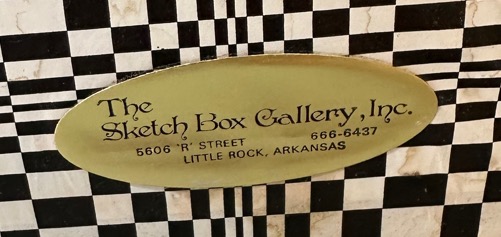 The
Sketch Box Gallery, Inc.
5606 'R' STREET 666-6437
LITTLE ROCK, ARKANSAS